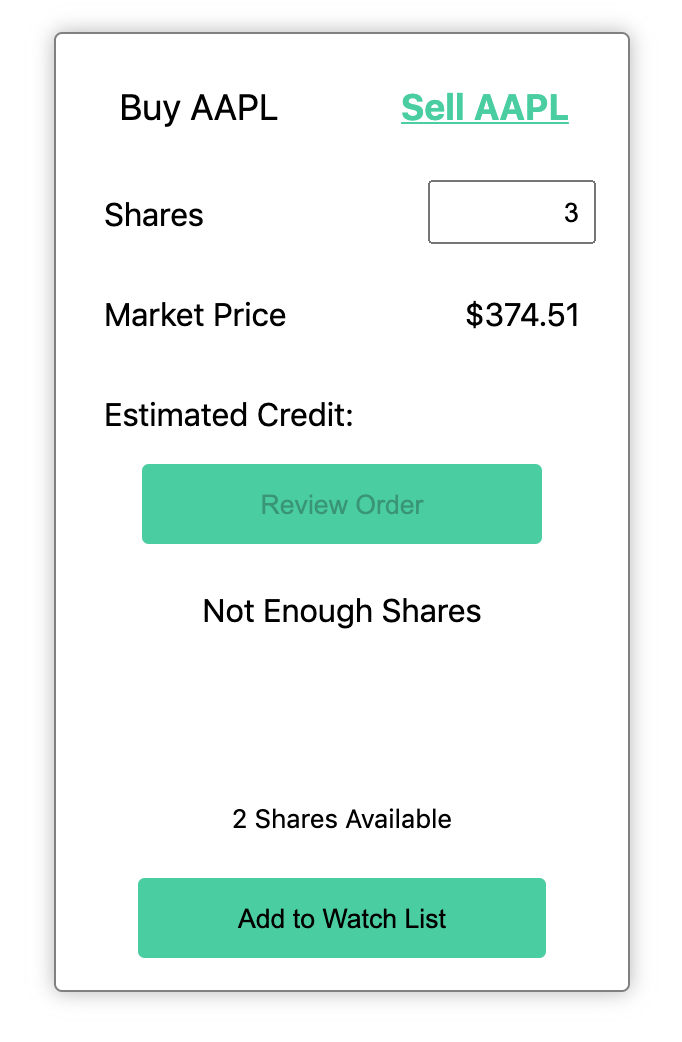 Buy AAPL Sell AAPL
Shares 3
Market Price $374.51
Estimated Credit:
Review Order
Not Enough Shares
2 Shares Available
Add to Watch List